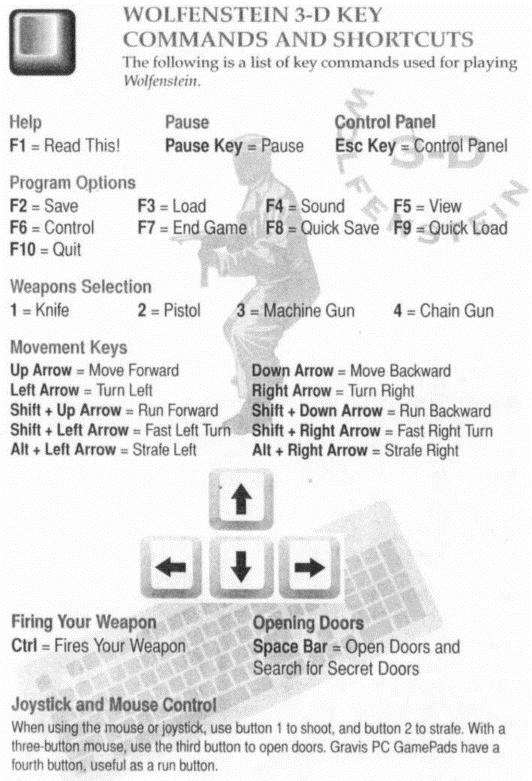 WOLFENSTEIN 3-D KEY
COMMANDS AND SHORTCUTS
The following is a list of key commands used for playing
Wolfenstein.
Help Pause Control Panel
F1 = Read This! Pause Key = Pause Esc Key = Control Panel
3-D
WOLFENSTEIN
Program Options
F2 = Save F3 = Load F4 = Sound F5 = View
F6 = Control F7 = End Game F8 = Quick Save F9 = Quick Load
F10 = Quit
Weapons Selection
1 = Knife 2 = Pistol 3 = Machine Gun 4 = Chain Gun
Movement Keys
Up Arrow = Move Forward Down Arrow = Move Backward
Left Arrow = Turn Left Right Arrow = Turn Right
Shift + Up Arrow = Run Forward Shift + Down Arrow = Run Backward
Shift + Left Arrow = Fast Left Turn Shift + Right Arrow = Fast Right Turn
Alt + Left Arrow = Strafe Left Alt + Right Arrow = Strafe Right
Firing Your Weapon Opening Doors
Ctrl = Fires Your Weapon Space Bar = Open Doors and
Search for Secret Doors
Joystick and Mouse Control
When using the mouse or joystick, use button 1 to shoot, and button 2 to strafe. With a
three-button mouse, use the third button to open doors. Gravis PC GamePads have a
fourth button, useful as a run button.